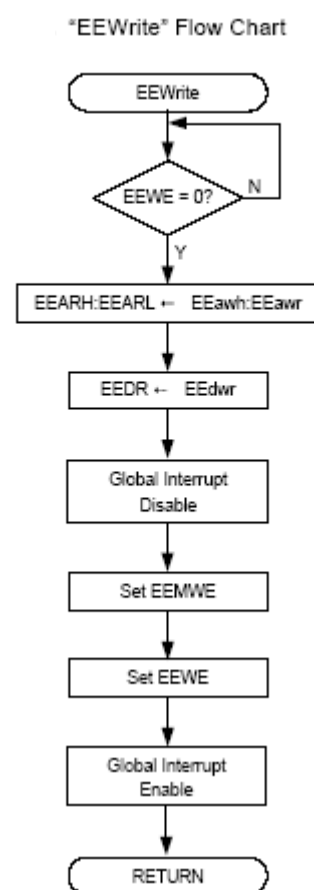 "EEWrite" Flow Chart
EEWrite
EEWE = 0?
N
Y
EEARH:EEARL ← EEawh:EEawr
EEDR ← EEdwr
Global Interrupt
Disable
Set EEMWE
Set EEWE
Global Interrupt
Enable
RETURN